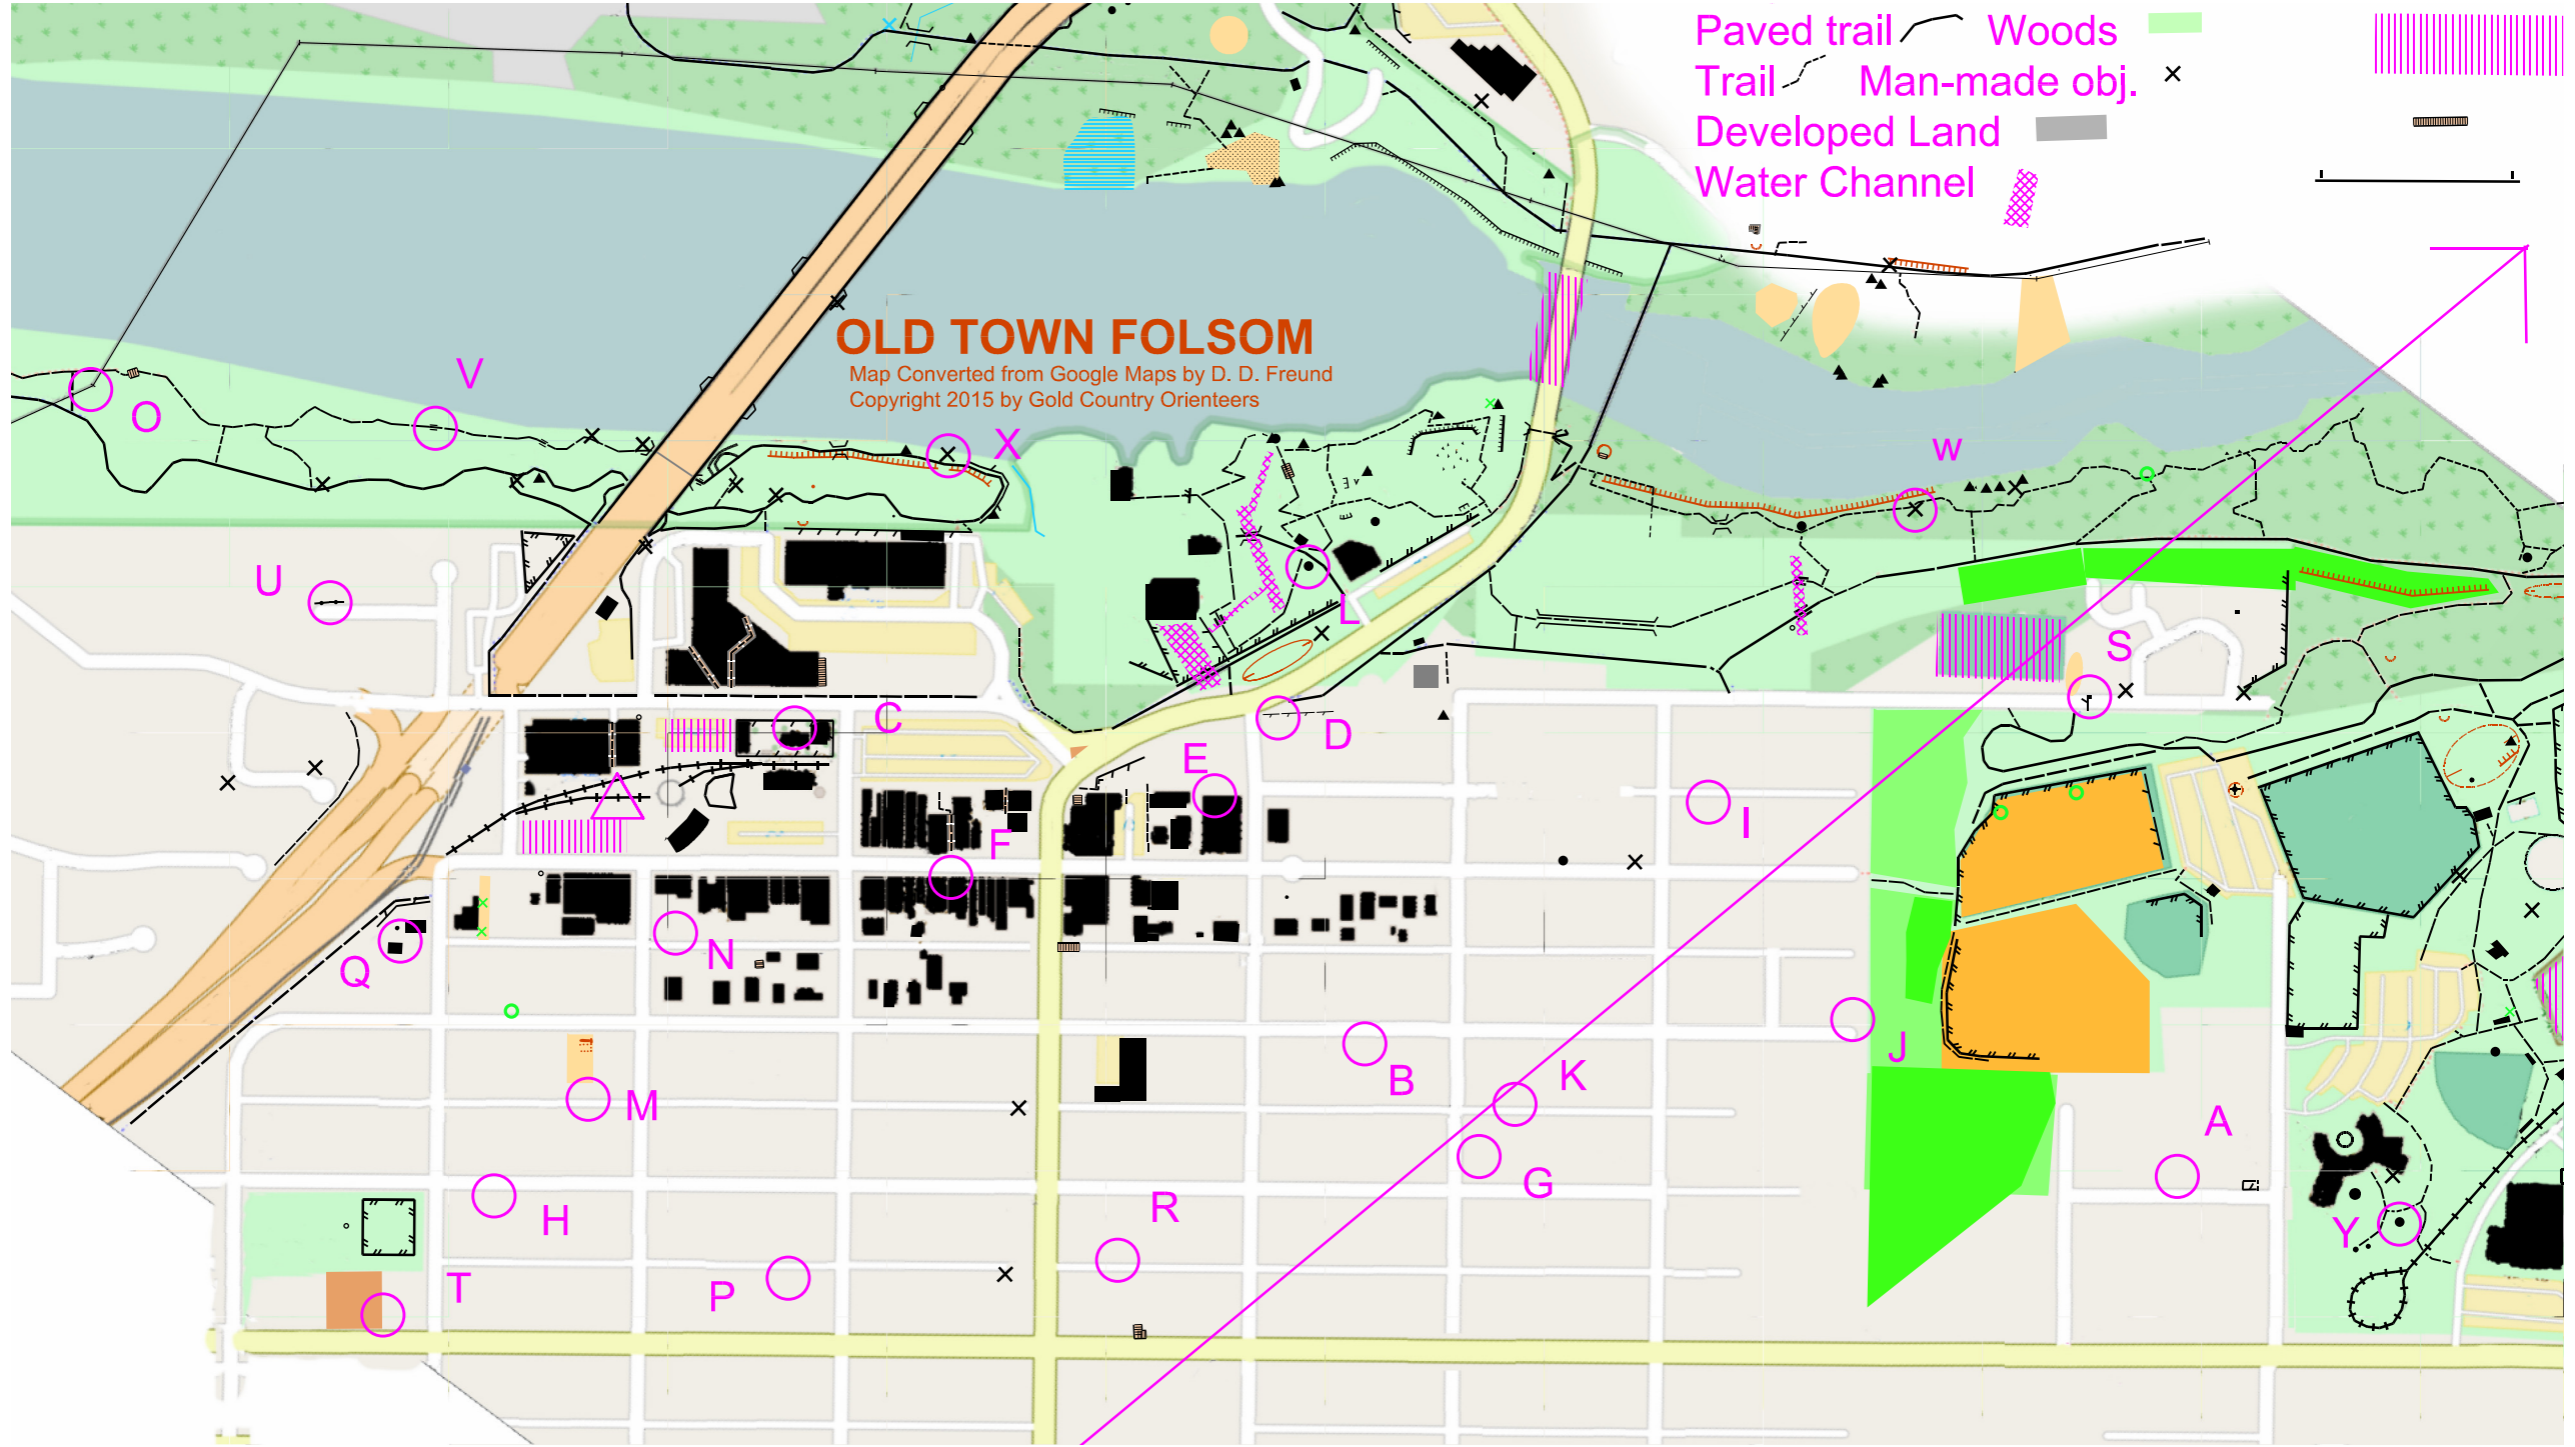 Paved trail Woods
Trail Man-made obj.
Developed Land
Water Channel
OLD TOWN FOLSOM
Map Converted from Google Maps by D. D. Freund
Copyright 2015 by Gold Country Orienteers
V
O
X
w
U
L
S
C
D
E
I
F
N
Q
J
K
B
M
A
G
R
H
Y
T
P